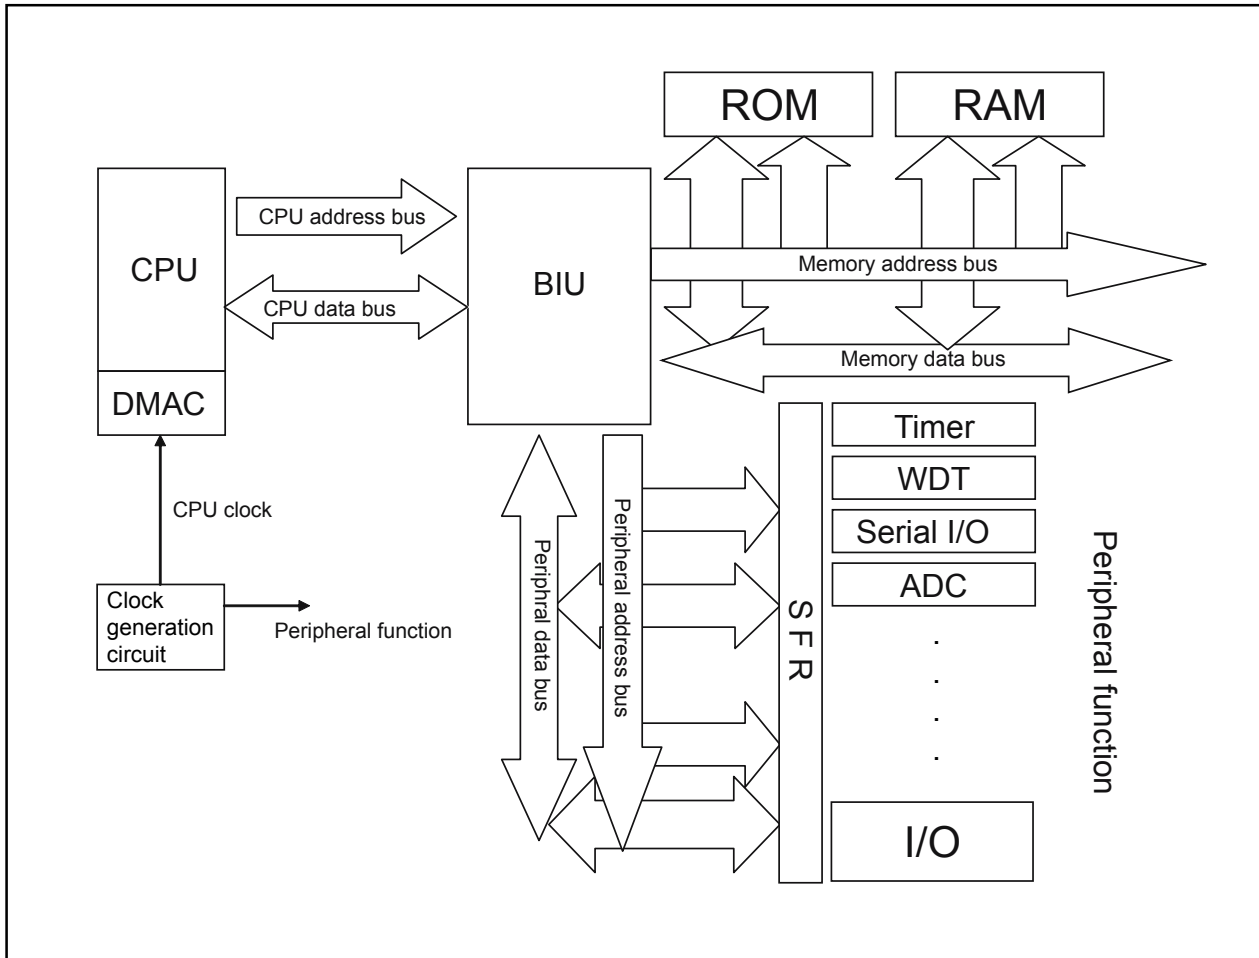 ROM
RAM
CPU address bus
CPU
BIU
Memory address bus
CPU data bus
Memory data bus
DMAC
Timer
WDT
CPU clock
Serial I/O
ADC
Clock
generation
circuit
Peripheral function
Periphral data bus
Peripheral address bus
S F R
Peripheral function
.
.
.
.
I/O